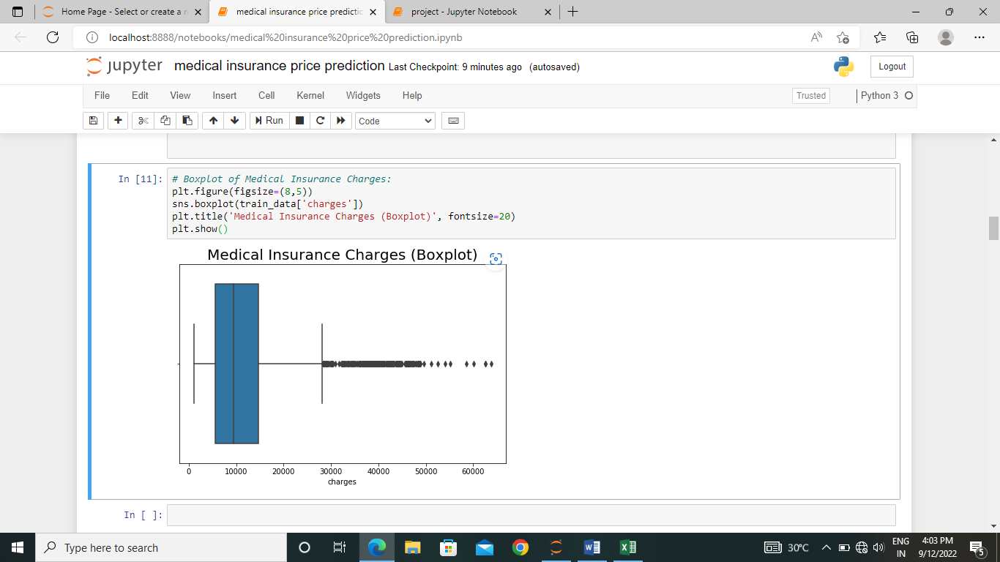 Home Page - Select or create a n
medical insurance price predictic
project - Jupyter Notebook
localhost:8888/notebooks/medical%20insurance%20price%20prediction.ipynb
jupyter medical insurance price prediction Last Checkpoint: 9 minutes ago (autosaved)
Logout
File Edit View Insert Cell Kernel Widgets Help
Trusted
Python 3
Run
Code
In [11]:
# Boxplot of Medical Insurance Charges:
plt.figure(figsize=(8,5))
sns.boxplot(train_data['charges'])
plt.title('Medical Insurance Charges (Boxplot)', fontsize=20)
plt.show()
Medical Insurance Charges (Boxplot)
0 10000 20000 30000 40000 50000 60000
charges
In [ ]:
Type here to search
30°C
ENG
IN
4:03 PM
9/12/2022
5